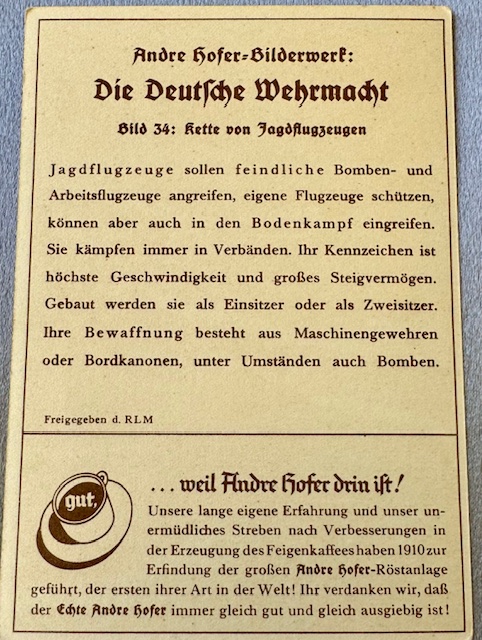 Andre Hofer-Bilderwerk:
Die Deutsche Wehrmacht
Bild 34: Kette von Jagdflugzeugen
Jagdflugzeuge sollen feindliche Bomben- und
Arbeitsflugzeuge angreifen, eigene Flugzeuge schützen,
können aber auch in den Bodenkampf eingreifen.
Sie kämpfen immer in Verbänden. Ihr Kennzeichen ist
höchste Geschwindigkeit und großes Steigvermögen.
Gebaut werden sie als Einsitzer oder als Zweisitzer.
Ihre Bewaffnung besteht aus Maschinengewehren
oder Bordkanonen, unter Umständen auch Bomben.
Freigegeben d. RLM
gut,
... weil Andre Hofer drin ist!
Unsere lange eigene Erfahrung und unser un-
ermüdliches Streben nach Verbesserungen in
der Erzeugung des Feigenkaffees haben 1910 zur
Erfindung der großen Andre Hofer-Röstanlage
geführt, der ersten ihrer Art in der Welt! Ihr verdanken wir, daß
der Echte Andre Hofer immer gleich gut und gleich ausgiebig ist!